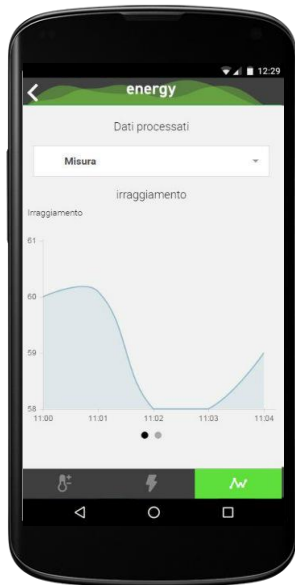 12:29
energy
Dati processati
Misura
irraggiamento
Irraggiamento
61
60
59
58
11:00 11:01 11:02 11:03 11:04